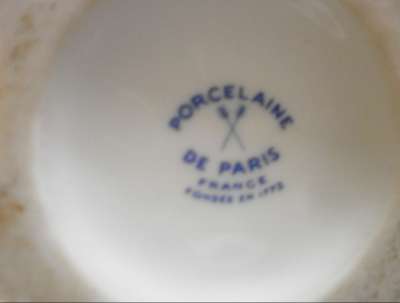 PORCELAINE
DE PARIS
FRANCE
FONDÉE EN 1773